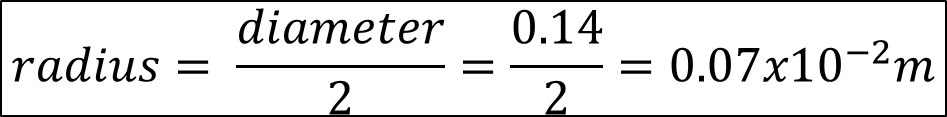 radius = diameter/2 = 0.14/2 = 0.07x10⁻²m